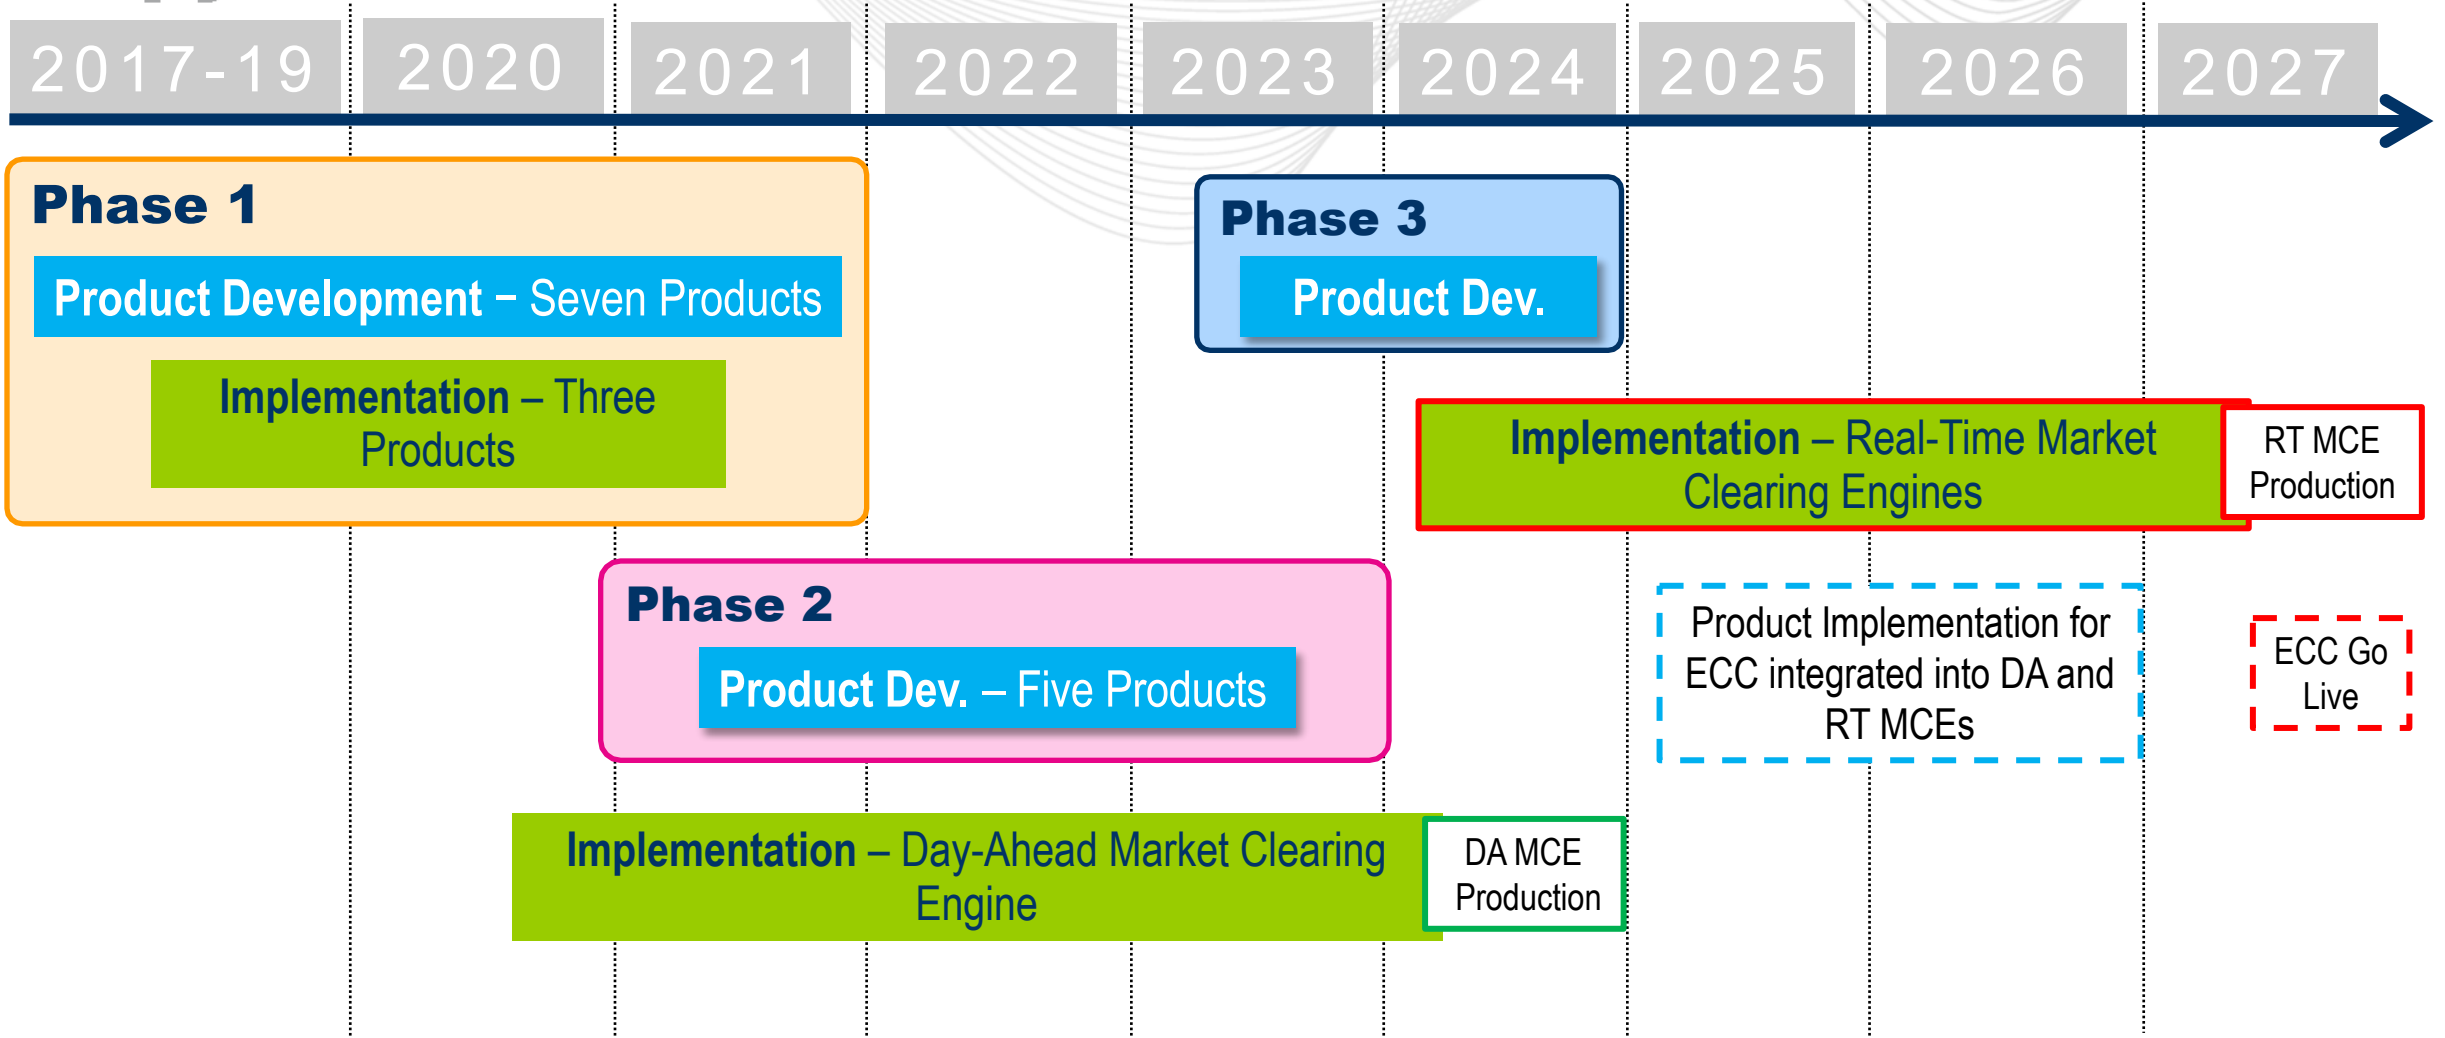 2017-19 2020 2021 2022 2023 2024 2025 2026 2027
Phase 1
Product Development – Seven Products
Implementation – Three
Products
Phase 3
Product Dev.
Implementation – Real-Time Market
Clearing Engines
RT MCE
Production
Phase 2
Product Dev. – Five Products
Product Implementation for
ECC integrated into DA and
RT MCEs
ECC Go
Live
Implementation – Day-Ahead Market Clearing
Engine
DA MCE
Production